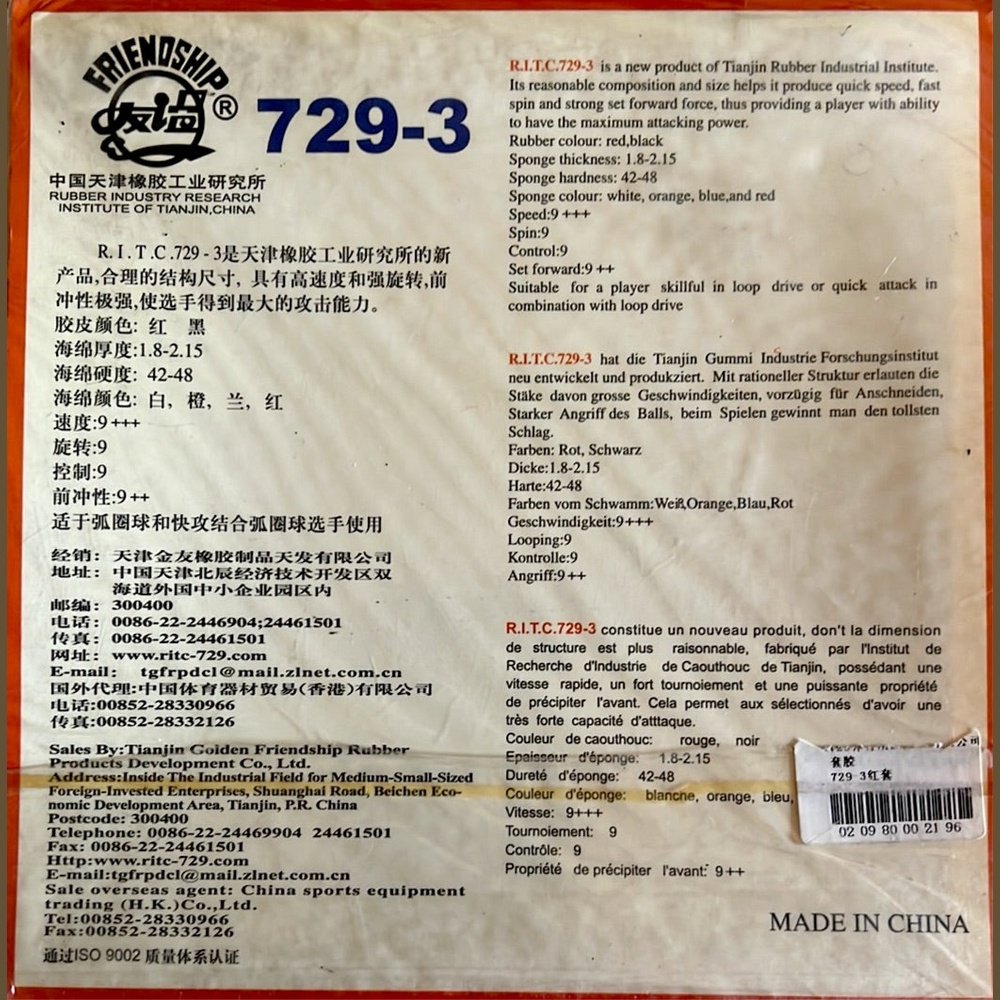 FRIENDSHIP
友谊®
729-3
中国天津橡胶工业研究所
RUBBER INDUSTRY RESEARCH
INSTITUTE OF TIANJIN,CHINA
R.I.T.C.729-3是天津橡胶工业研究所的新
产品,合理的结构尺寸, 具有高速度和强旋转,前
冲性极强,使选手得到最大的攻击能力。
胶皮颜色: 红 黑
海绵厚度:1.8-2.15
海绵硬度: 42-48
海绵颜色: 白, 橙, 兰, 红
速度:9+++
旋转:9
控制:9
前冲性:9++
适于弧圈球和快攻结合弧圈球选手使用
经销: 天津金友橡胶制品天发有限公司
地址: 中国天津北辰经济技术开发区双
海道外国中小企业园区内
邮编: 300400
电话: 0086-22-2446904;24461501
传真: 0086-22-24461501
网址: www.ritc-729.com
E-mail: tgfrpdcl@mail.zlnet.com.cn
国外代理:中国体育器材贸易(香港)有限公司
电话:00852-28330966
传真:00852-28332126
Sales By:Tianjin Golden Friendship Rubber
Products Development Co., Ltd.
Address:Inside The Industrial Field for Medium-Small-Sized
Foreign-Invested Enterprises, Shuanghai Road, Beichen Eco-
nomic Development Area, Tianjin, P.R. China
Postcode: 300400
Telephone: 0086-22-24469904 24461501
Fax: 0086-22-24461501
Http:www.ritc-729.com
E-mail:tgfrpdcl@mail.zlnet.com.cn
Sale overseas agent: China sports equipment
trading (H.K.)Co.,Ltd.
Tel:00852-28330966
Fax:00852-28332126
通过ISO 9002 质量体系认证
R.I.T.C.729-3 is a new product of Tianjin Rubber Industrial Institute.
Its reasonable composition and size helps it produce quick speed, fast
spin and strong set forward force, thus providing a player with ability
to have the maximum attacking power.
Rubber colour: red,black
Sponge thickness: 1.8-2.15
Sponge hardness: 42-48
Sponge colour: white, orange, blue,and red
Speed:9 +++
Spin:9
Control:9
Set forward:9 ++
Suitable for a player skillful in loop drive or quick attack in
combination with loop drive
R.I.T.C.729-3 hat die Tianjin Gummi Industrie Forschungsinstitut
neu entwickelt und produkziert. Mit rationeller Struktur erlauten die
Stäke davon grosse Geschwindigkeiten, vorzügig für Anschneiden,
Starker Angriff des Balls, beim Spielen gewinnt man den tollsten
Schlag.
Farben: Rot, Schwarz
Dicke:1.8-2.15
Harte:42-48
Farben vom Schwamm:Weiß,Orange,Blau,Rot
Geschwindigkeit:9+++
Looping:9
Kontrolle:9
Angriff:9++
R.I.T.C.729-3 constitue un nouveau produit, don't la dimension
de structure est plus raisonnable, fabriqué par l'Institut de
Recherche d'Industrie de Caouthouc de Tianjin, possédant une
vitesse rapide, un fort tournoiement et une puissante propriété
de précipiter l'avant. Cela permet aux sélectionnés d'avoir une
très forte capacité d'atttaque.
Couleur de caouthouc: rouge, noir
Epaisseur d'éponge: 1.8-2.15
Dureté d'éponge: 42-48
Couleur d'éponge: blanche, orange, bleu,
Vitesse: 9+++
Tournoiement: 9
Contrôle: 9
Propriété de précipiter l'avant: 9++
套胶
729-3红套
02 09 80 00 21 96
MADE IN CHINA